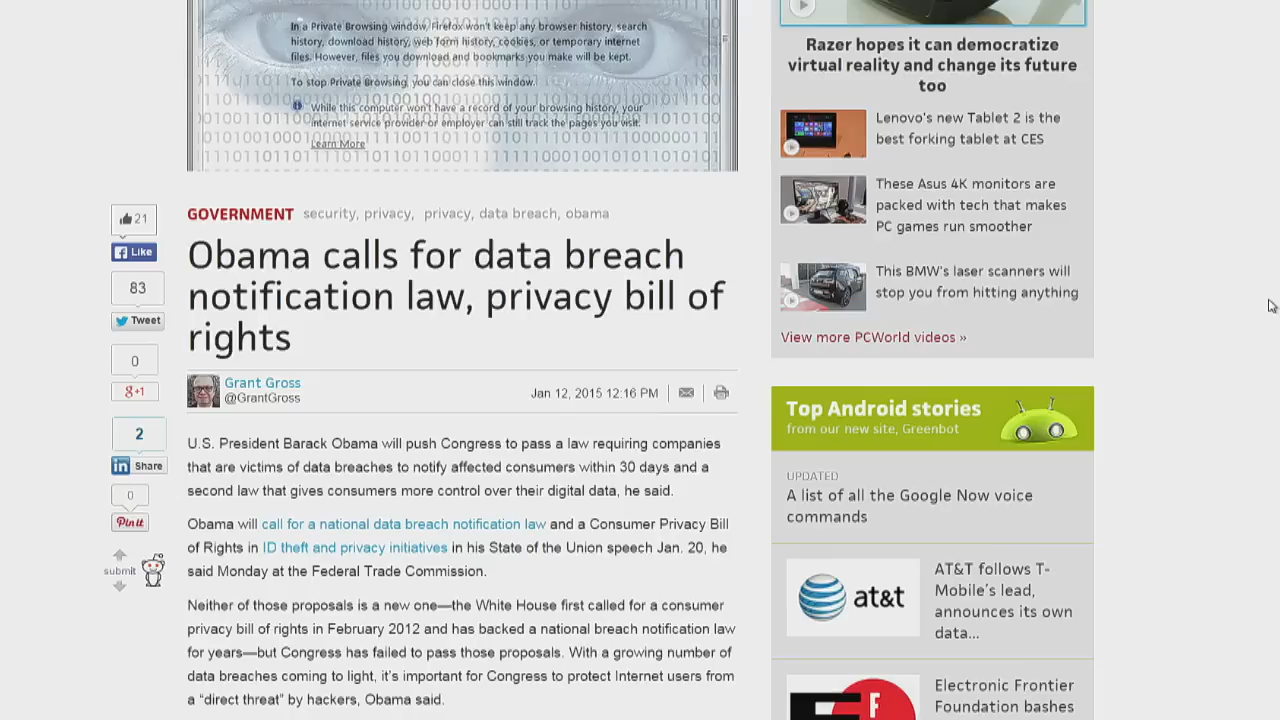 In a Private Browsing window, Firefox won't keep any browser history, search
history, download history, web form history, cookies, or temporary internet
files. However, files you download and bookmarks you make will be kept.
To stop Private Browsing, you can close this window.
While this computer won't have a record of your browsing history, your
internet service provider or employer can still track the pages you visit.
Learn More
GOVERNMENT security, privacy, privacy, data breach, obama
Obama calls for data breach
notification law, privacy bill of
rights
Grant Gross
@GrantGross
Jan 12, 2015 12:16 PM
21
Like
83
Tweet
0
g+1
2
in Share
0
Pin it
submit
U.S. President Barack Obama will push Congress to pass a law requiring companies
that are victims of data breaches to notify affected consumers within 30 days and a
second law that gives consumers more control over their digital data, he said.
Obama will call for a national data breach notification law and a Consumer Privacy Bill
of Rights in ID theft and privacy initiatives in his State of the Union speech Jan. 20, he
said Monday at the Federal Trade Commission.
Neither of those proposals is a new one—the White House first called for a consumer
privacy bill of rights in February 2012 and has backed a national breach notification law
for years—but Congress has failed to pass those proposals. With a growing number of
data breaches coming to light, it's important for Congress to protect Internet users from
a “direct threat” by hackers, Obama said.
Razer hopes it can democratize
virtual reality and change its future
too
Lenovo's new Tablet 2 is the
best forking tablet at CES
These Asus 4K monitors are
packed with tech that makes
PC games run smoother
This BMW's laser scanners will
stop you from hitting anything
View more PCWorld videos »
Top Android stories
from our new site, Greenbot
UPDATED
A list of all the Google Now voice
commands
at&t
AT&T follows T-
Mobile's lead,
announces its own
data...
Electronic Frontier
Foundation bashes